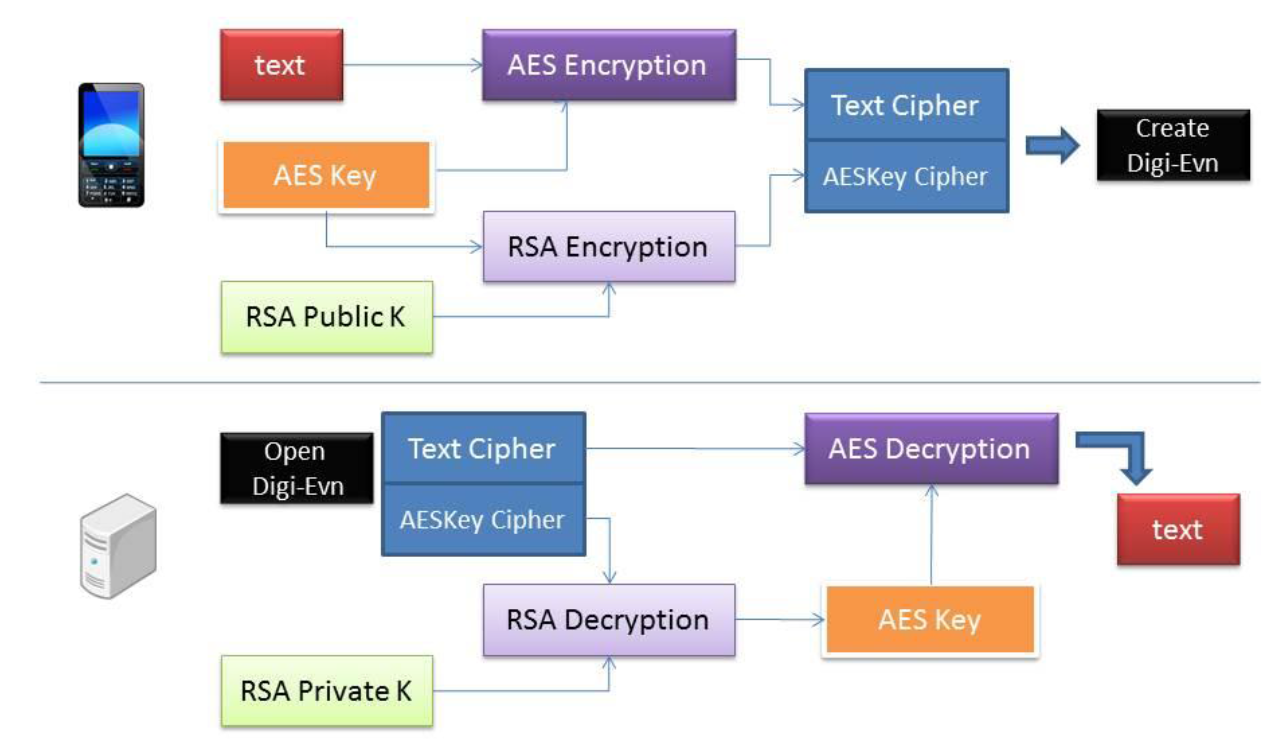 text
AES Encryption
Text Cipher
Create
Digi-Evn
AES Key
AESKey Cipher
RSA Encryption
RSA Public K
Open
Digi-Evn
Text Cipher
AES Decryption
AESKey Cipher
text
RSA Decryption
AES Key
RSA Private K